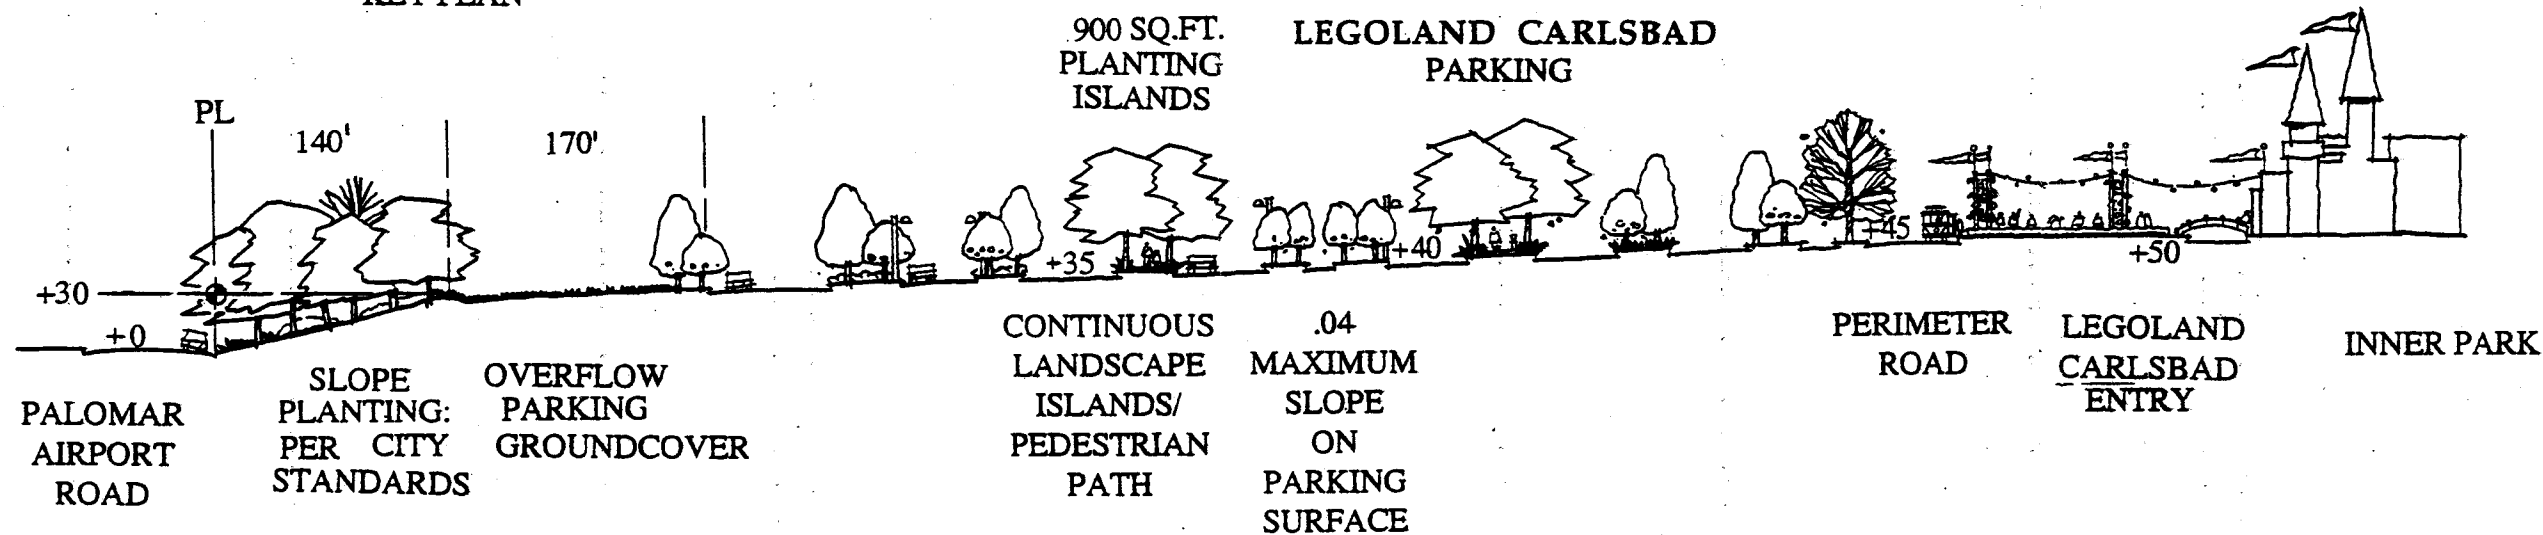 KEY PLAN
900 SQ.FT.
PLANTING
ISLANDS
LEGOLAND CARLSBAD
PARKING
PL
140'
170'
+30
+0
+35
+40
+45
+50
PALOMAR
AIRPORT
ROAD
SLOPE
PLANTING:
PER CITY
STANDARDS
OVERFLOW
PARKING
GROUNDCOVER
CONTINUOUS
LANDSCAPE
ISLANDS/
PEDESTRIAN
PATH
.04
MAXIMUM
SLOPE
ON
PARKING
SURFACE
PERIMETER
ROAD
LEGOLAND
CARLSBAD
ENTRY
INNER PARK